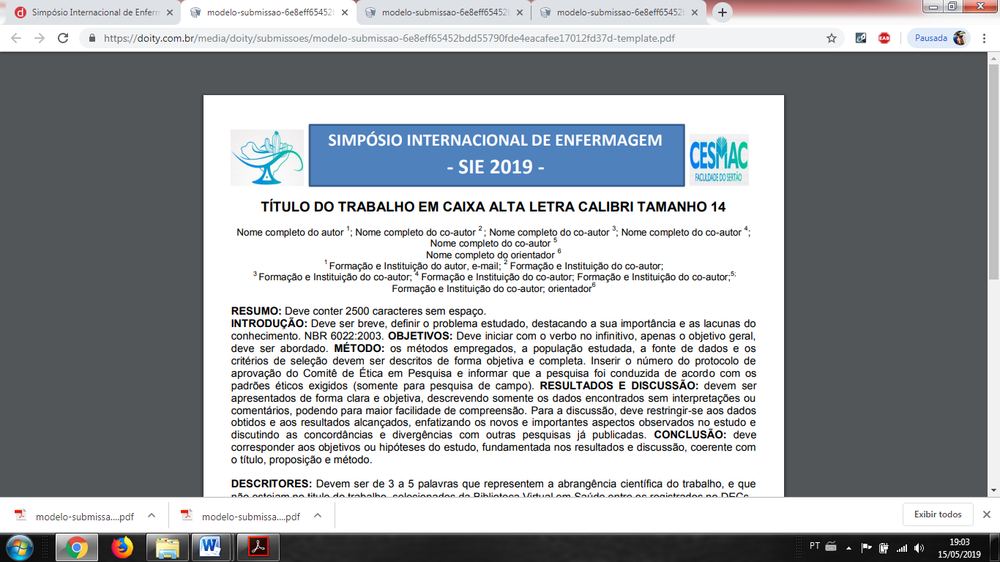 Simpósio Internacional de Enferm
modelo-submissao-6e8eff65452b
modelo-submissao-6e8eff65452b
modelo-submissao-6e8eff65452b
https://doity.com.br/media/doity/submissoes/modelo-submissao-6e8eff65452bdd55790fde4eacafee17012fd37d-template.pdf
EAB
Pausada
SIMPÓSIO INTERNACIONAL DE ENFERMAGEM
- SIE 2019 -
CESMAC
FACULDADE DO SERTÃO
TÍTULO DO TRABALHO EM CAIXA ALTA LETRA CALIBRI TAMANHO 14
Nome completo do autor 1; Nome completo do co-autor 2 ; Nome completo do co-autor 3; Nome completo do co-autor 4;
Nome completo do co-autor 5
Nome completo do orientador 6
1 Formação e Instituição do autor, e-mail; 2 Formação e Instituição do co-autor;
3 Formação e Instituição do co-autor; 4 Formação e Instituição do co-autor; Formação e Instituição do co-autor;5;
Formação e Instituição do co-autor; orientador6
RESUMO: Deve conter 2500 caracteres sem espaço.
INTRODUÇÃO: Deve ser breve, definir o problema estudado, destacando a sua importância e as lacunas do
conhecimento. NBR 6022:2003. OBJETIVOS: Deve iniciar com o verbo no infinitivo, apenas o objetivo geral,
deve ser abordado. MÉTODO: os métodos empregados, a população estudada, a fonte de dados e os
critérios de seleção devem ser descritos de forma objetiva e completa. Inserir o número do protocolo de
aprovação do Comitê de Ética em Pesquisa e informar que a pesquisa foi conduzida de acordo com os
padrões éticos exigidos (somente para pesquisa de campo). RESULTADOS E DISCUSSÃO: devem ser
apresentados de forma clara e objetiva, descrevendo somente os dados encontrados sem interpretações ou
comentários, podendo para maior facilidade de compreensão. Para a discussão, deve restringir-se aos dados
obtidos e aos resultados alcançados, enfatizando os novos e importantes aspectos observados no estudo e
discutindo as concordâncias e divergências com outras pesquisas já publicadas. CONCLUSÃO: deve
corresponder aos objetivos ou hipóteses do estudo, fundamentada nos resultados e discussão, coerente com
o título, proposição e método.
DESCRITORES: Devem ser de 3 a 5 palavras que representem a abrangência científica do trabalho, e que
não estejam no titulo do trabalho, selecionados da Biblioteca Virtual em Saúde entre os registrados no DECs
modelo-submissa....pdf
modelo-submissa....pdf
Exibir todos
PT
19:03
15/05/2019